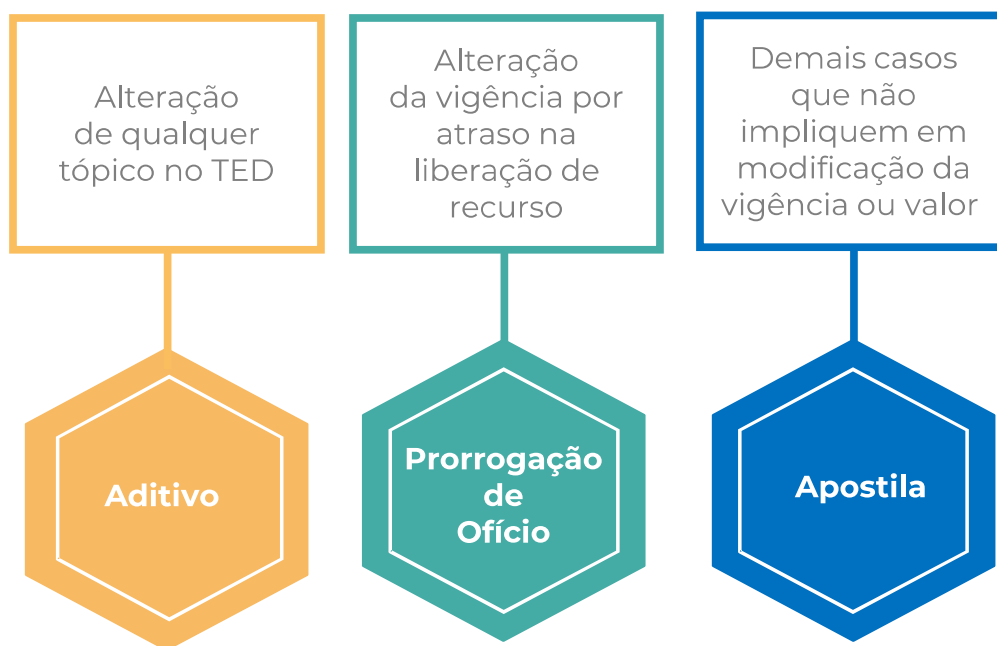 Alteração
de qualquer
tópico no TED
Aditivo
Alteração
da vigência por
atraso na
liberação de
recurso
Prorrogação
de
Ofício
Demais casos
que não
impliquem em
modificação da
vigência ou valor
Apostila